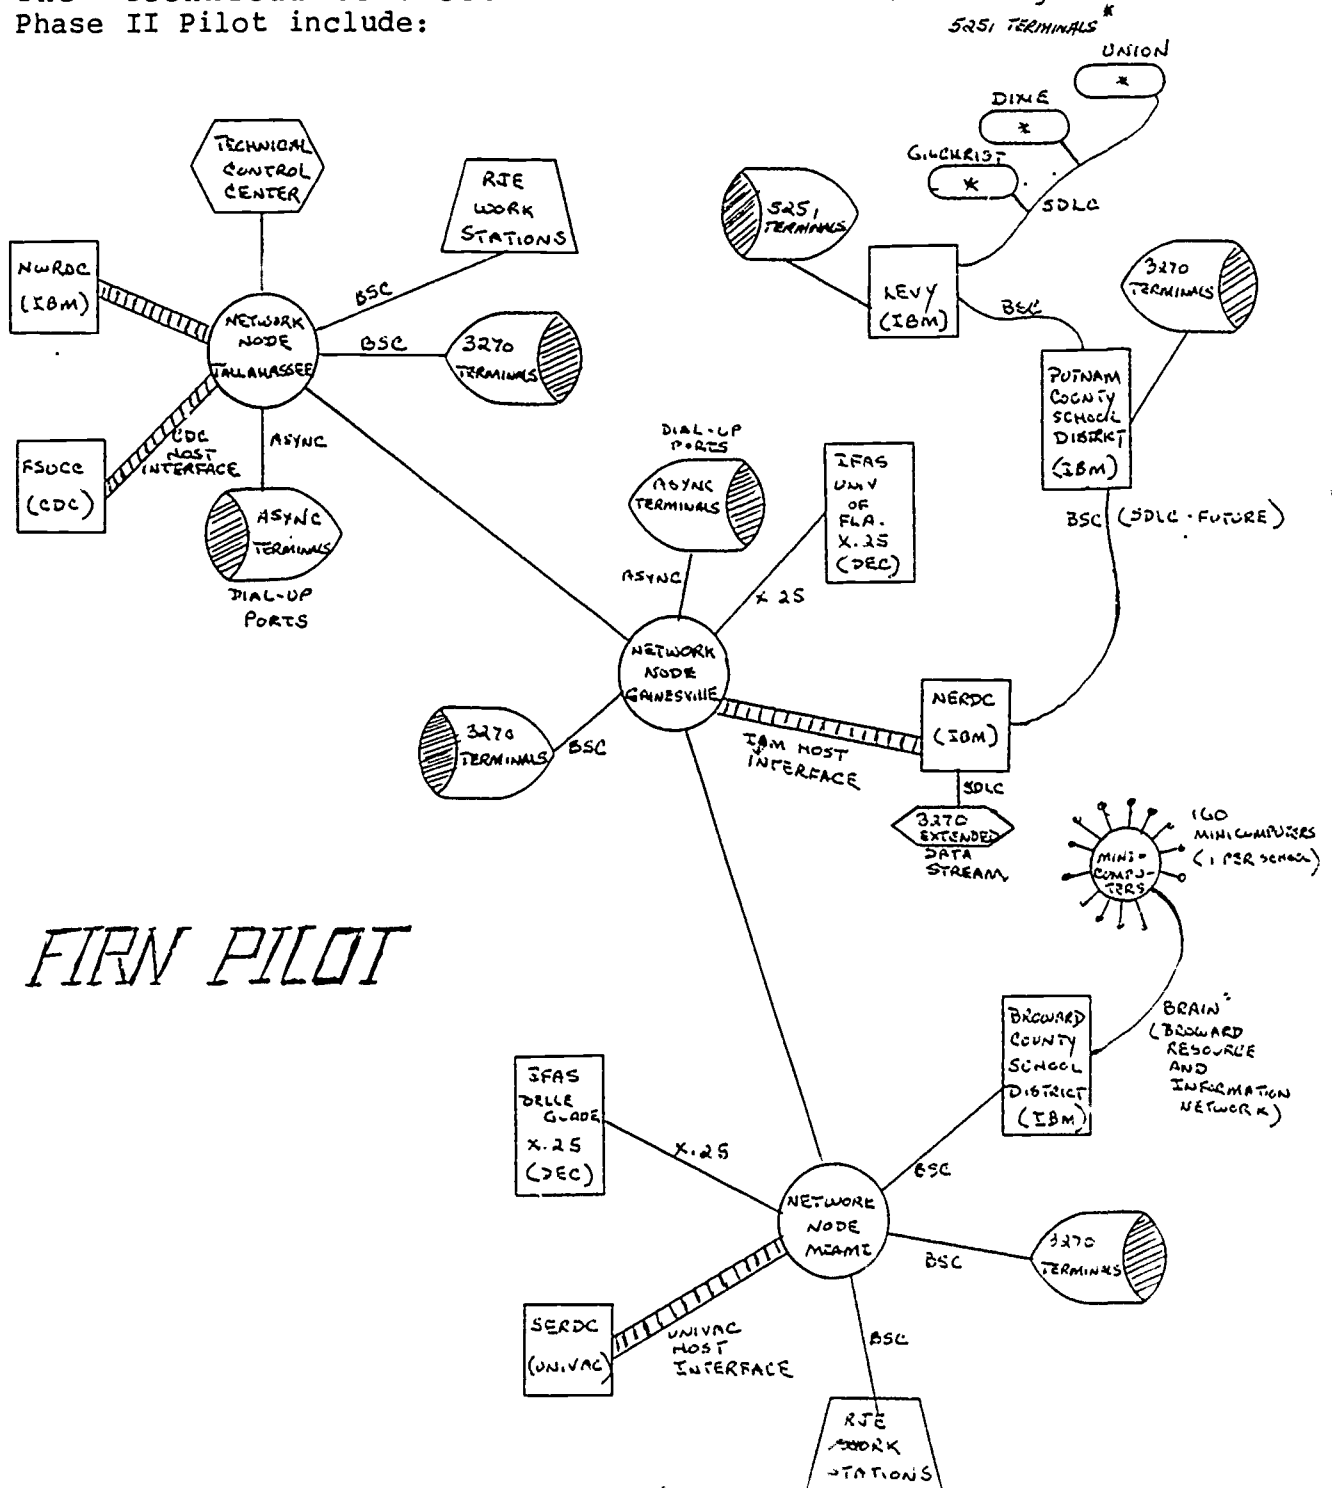 Phase II Pilot include:
5251 TERMINALS*
UNION
*
DIXIE
*
GILCHRIST
*
SDLC
TECHNICAL
CONTROL
CENTER
RJE
WORK
STATIONS
5251
TERMINALS
3270
TERMINALS
NWRDC
(IBM)
BSC
LEVY
(IBM)
BSC
NETWORK
NODE
TALLAHASSEE
BSC
3270
TERMINALS
PUTNAM
COUNTY
SCHOOL
DISTRICT
(IBM)
FSUCC
(CDC)
CDC
HOST
INTERFACE
ASYNC
ASYNC
TERMINALS
DIAL-UP
PORTS
DIAL-UP
PORTS
ASYNC
TERMINALS
ASYNC
IFAS
UNIV
OF
FLA.
X.25
(DEC)
X 25
BSC (SDLC - FUTURE)
NETWORK
NODE
GAINESVILLE
3270
TERMINALS
BSC
IBM HOST
INTERFACE
NERDC
(IBM)
SDLC
3270
EXTENDED
DATA
STREAM
MINI-
COMPU-
TERS
160
MINICOMPUTERS
(1 PER SCHOOL)
FIRN PILOT
BROWARD
COUNTY
SCHOOL
DISTRICT
(IBM)
BRAIN"
(BROWARD
RESOURCE
AND
INFORMATION
NETWORK)
IFAS
BELLE
GLADE
X.25
(DEC)
X.25
BSC
NETWORK
NODE
MIAMI
BSC
3270
TERMINALS
SERDC
(UNIVAC)
UNIVAC
HOST
INTERFACE
BSC
RJE
WORK
STATIONS